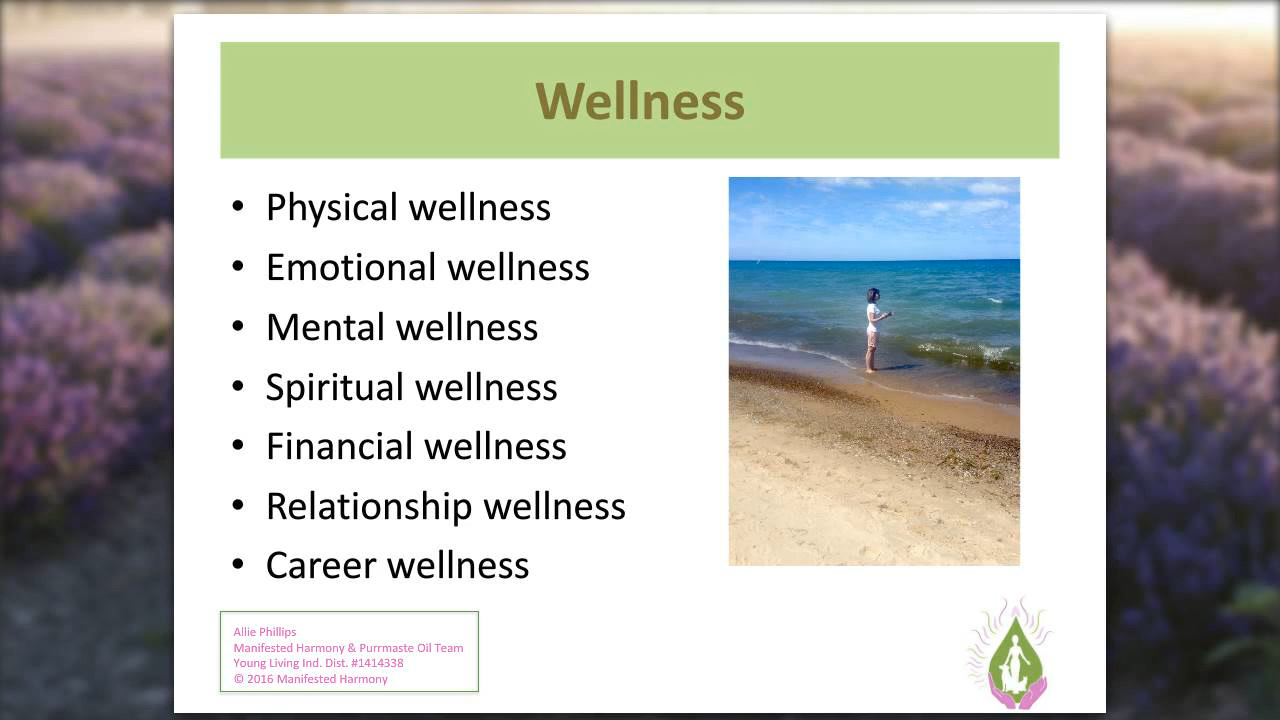 Wellness
• Physical wellness
• Emotional wellness
• Mental wellness
• Spiritual wellness
• Financial wellness
• Relationship wellness
• Career wellness
Allie Phillips
Manifested Harmony & Purrmaste Oil Team
Young Living Ind. Dist. #1414338
© 2016 Manifested Harmony